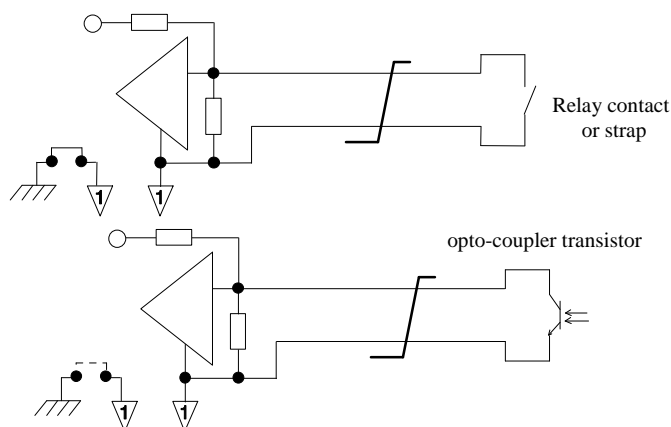 Relay contact
or strap
1
1
opto-coupler transistor
1
1